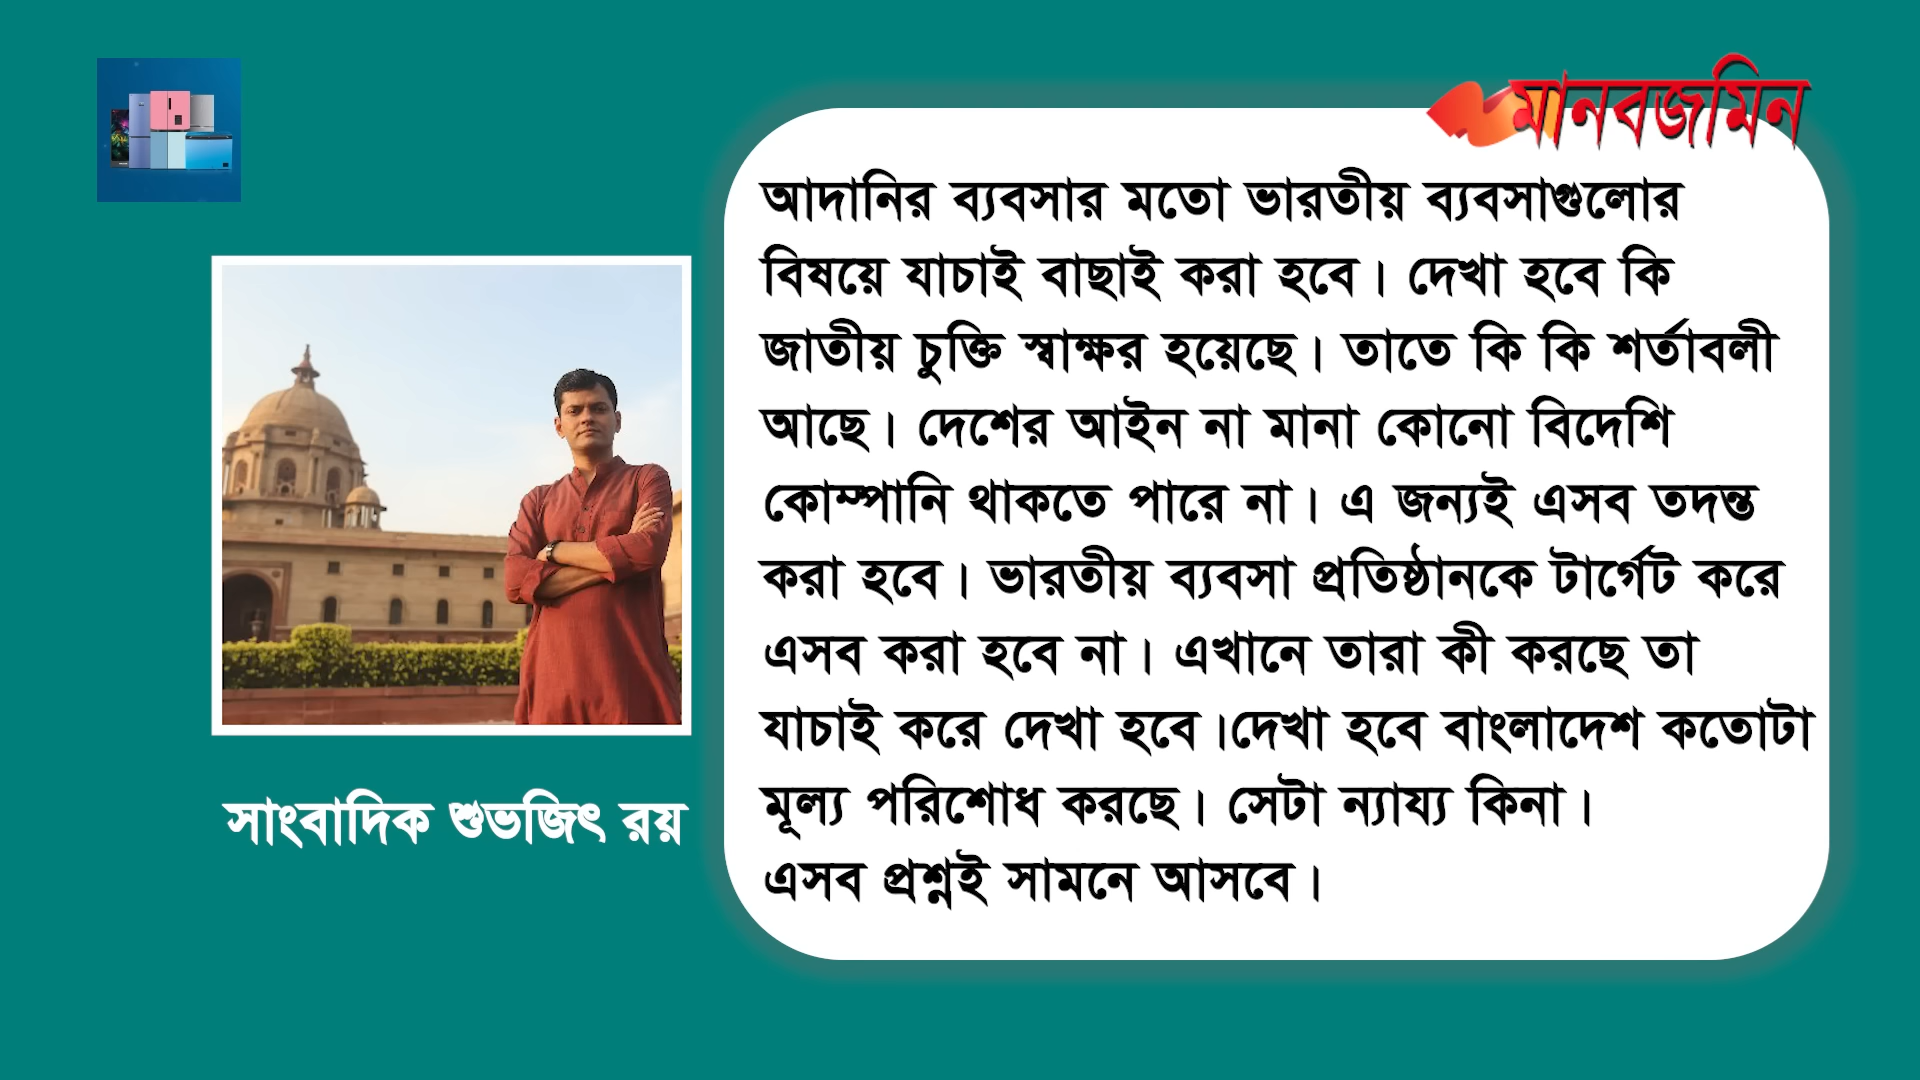 মানবজমিন
আদানির ব্যবসার মতো ভারতীয় ব্যবসাগুলোর
বিষয়ে যাচাই বাছাই করা হবে। দেখা হবে কি
জাতীয় চুক্তি স্বাক্ষর হয়েছে। তাতে কি কি শর্তাবলী
আছে। দেশের আইন না মানা কোনো বিদেশি
কোম্পানি থাকতে পারে না। এ জন্যই এসব তদন্ত
করা হবে। ভারতীয় ব্যবসা প্রতিষ্ঠানকে টার্গেট করে
এসব করা হবে না। এখানে তারা কী করছে তা
যাচাই করে দেখা হবে।দেখা হবে বাংলাদেশ কতোটা
মূল্য পরিশোধ করছে। সেটা ন্যায্য কিনা।
এসব প্রশ্নই সামনে আসবে।
সাংবাদিক শুভজিৎ রয়